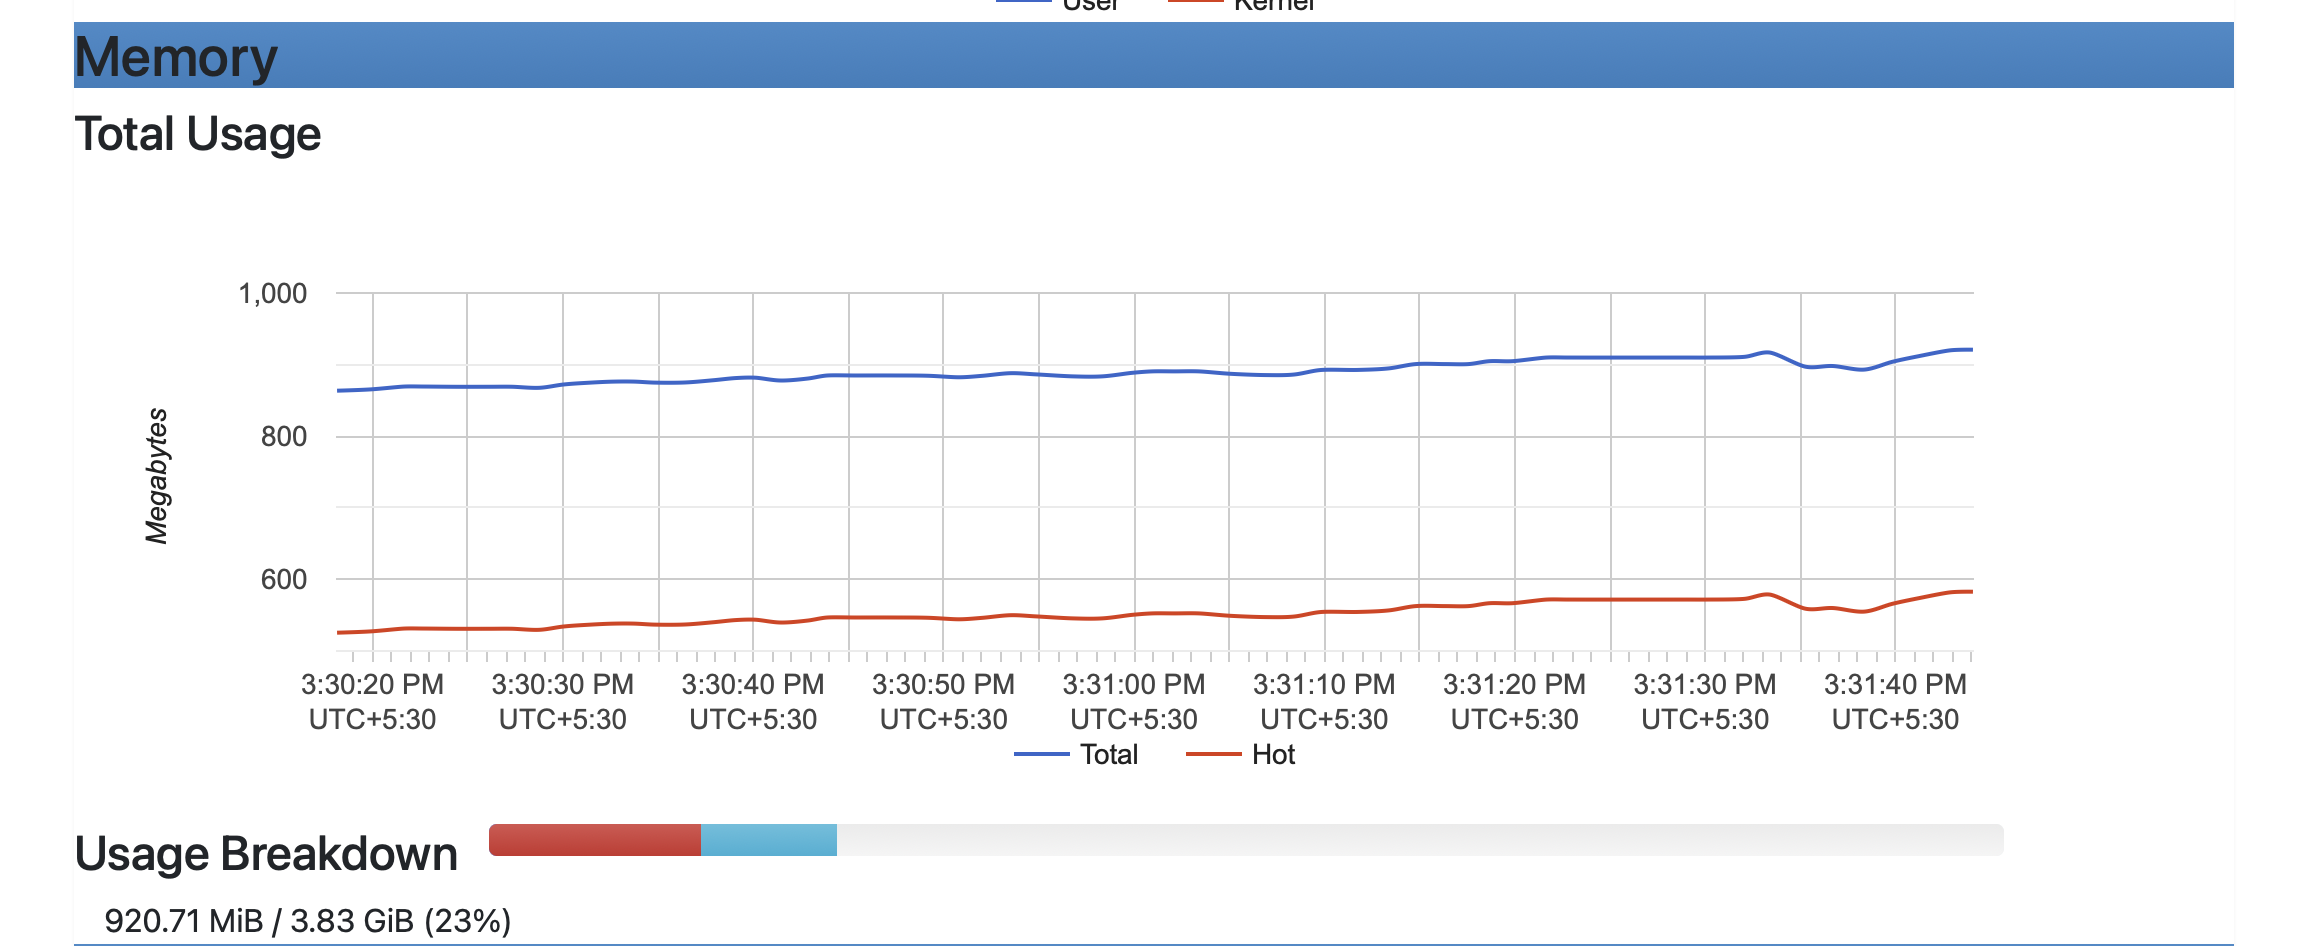 User Kernel
Memory
Total Usage
1,000
800
600
Megabytes
3:30:20 PM 3:30:30 PM 3:30:40 PM 3:30:50 PM 3:31:00 PM 3:31:10 PM 3:31:20 PM 3:31:30 PM 3:31:40 PM
UTC+5:30 UTC+5:30 UTC+5:30 UTC+5:30 UTC+5:30 UTC+5:30 UTC+5:30 UTC+5:30 UTC+5:30
Total Hot
Usage Breakdown
920.71 MiB / 3.83 GiB (23%)